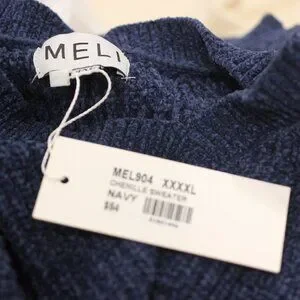 MELI
MEL904 XXXXL
CHENILLE SWEATER
NAVY
$54